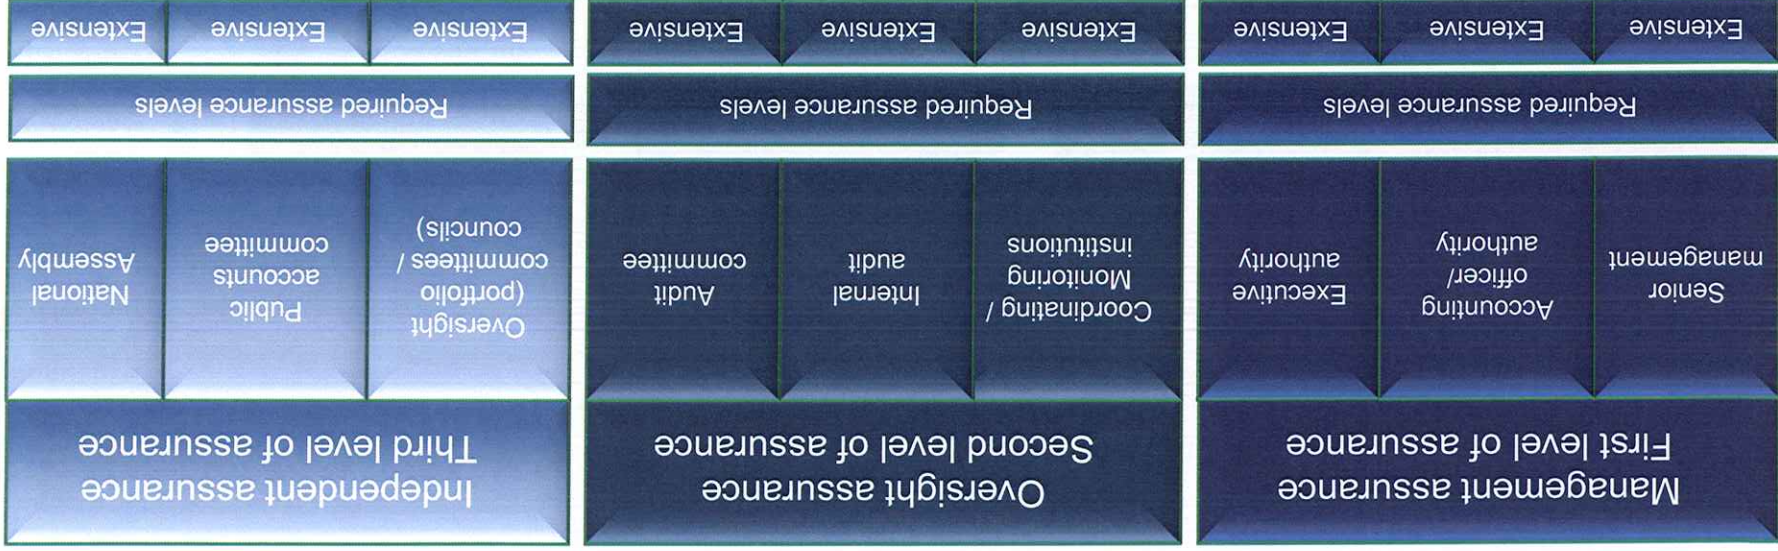 Management assurance
First level of assurance
Senior
management
Accounting
officer/
authority
Executive
authority
Required assurance levels
Extensive
Extensive
Extensive
Oversight assurance
Second level of assurance
Coordinating /
Monitoring
institutions
Internal
audit
Audit
committee
Required assurance levels
Extensive
Extensive
Extensive
Independent assurance
Third level of assurance
Oversight
(portfolio
committees /
councils)
Public
accounts
committee
National
Assembly
Required assurance levels
Extensive
Extensive
Extensive